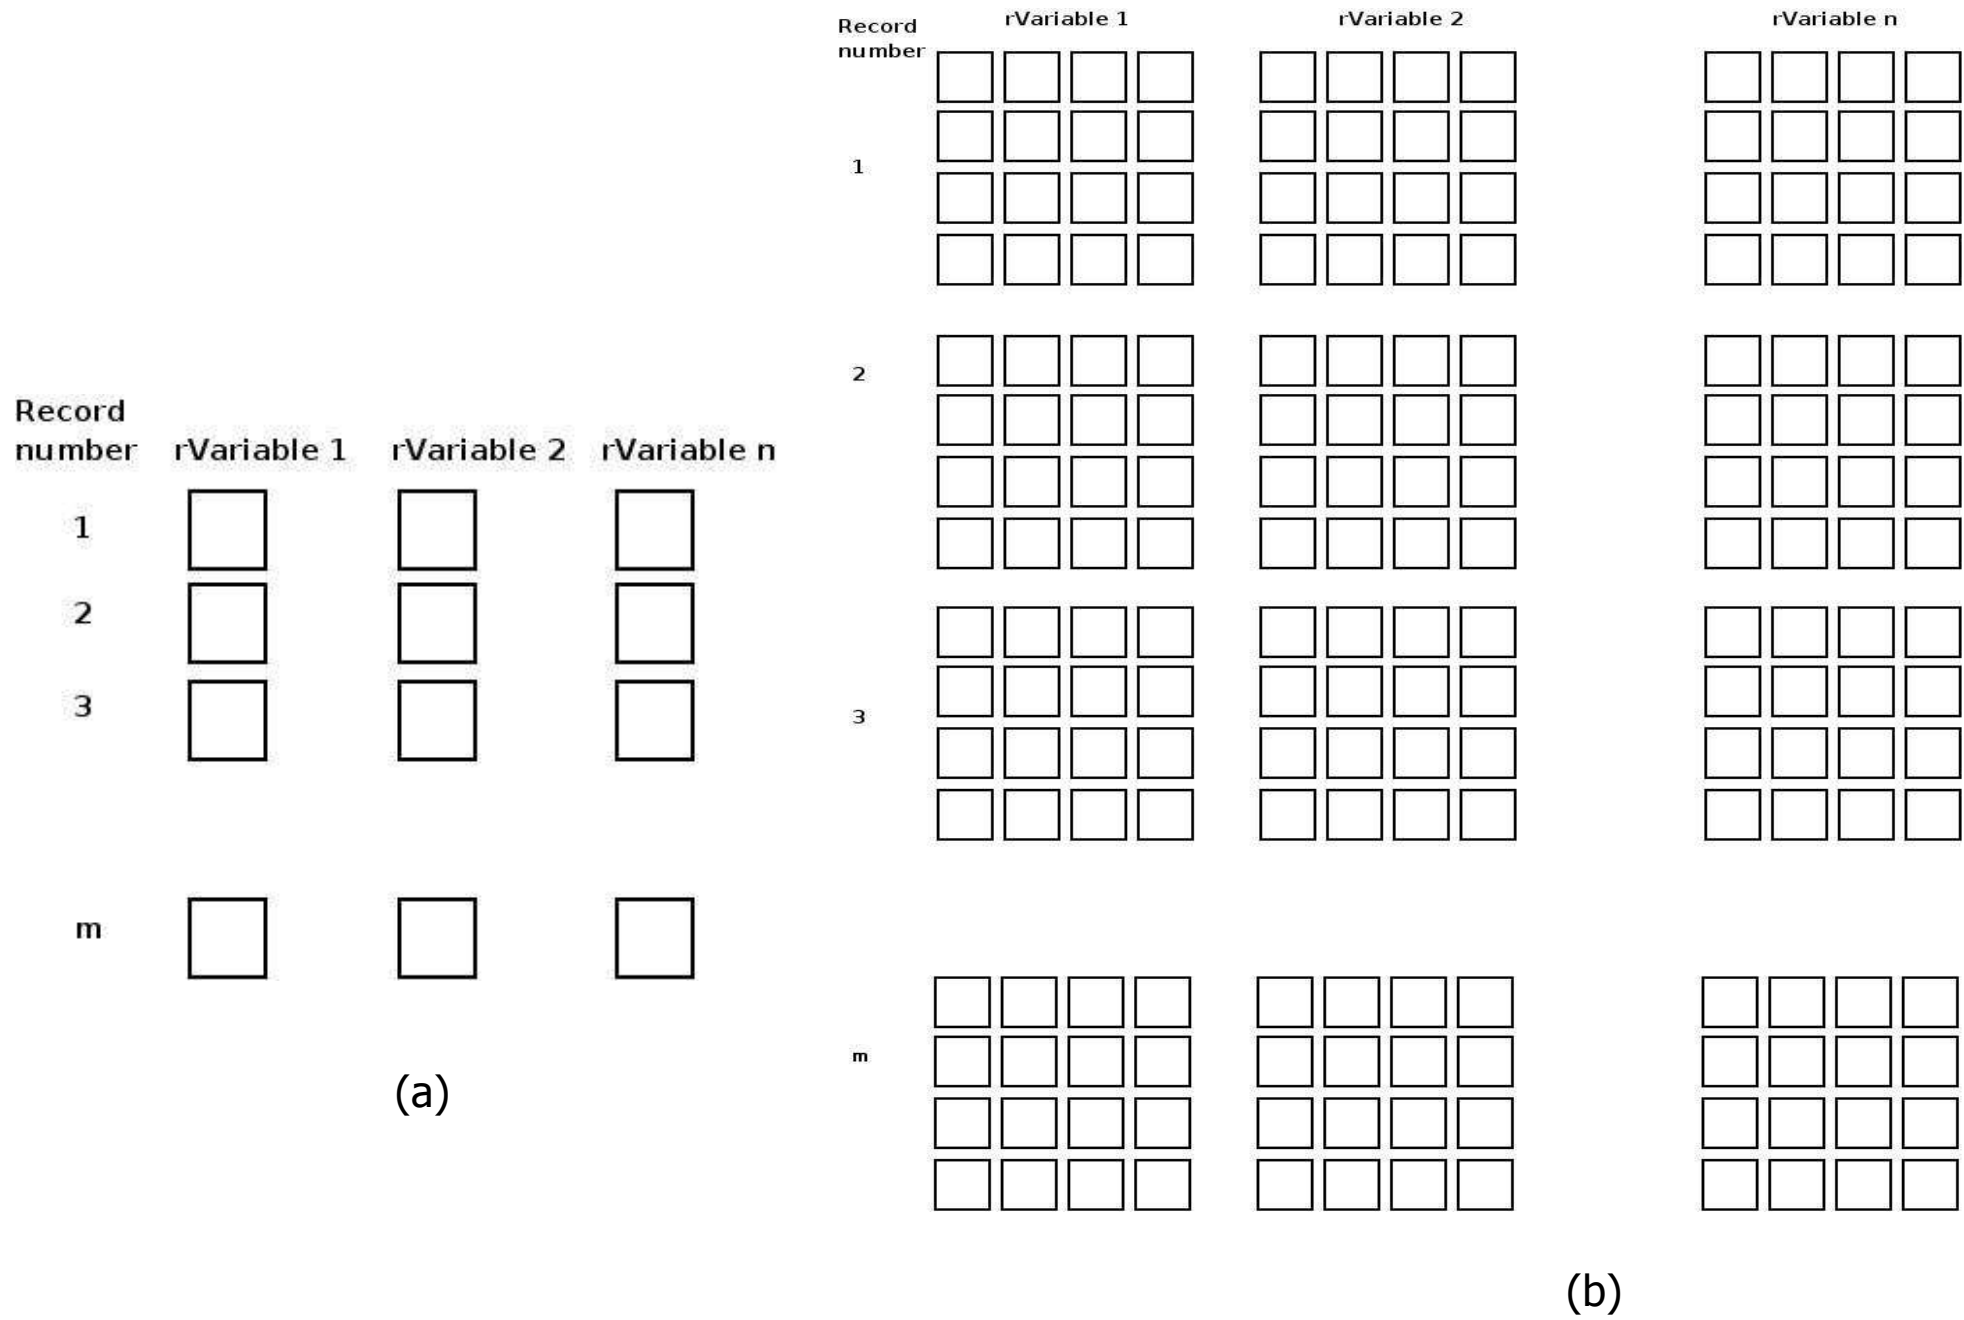 Record
number rVariable 1 rVariable 2 rVariable n
1
2
3
m
(a)
Record
number
rVariable 1 rVariable 2 rVariable n
1
2
3
m
(b)